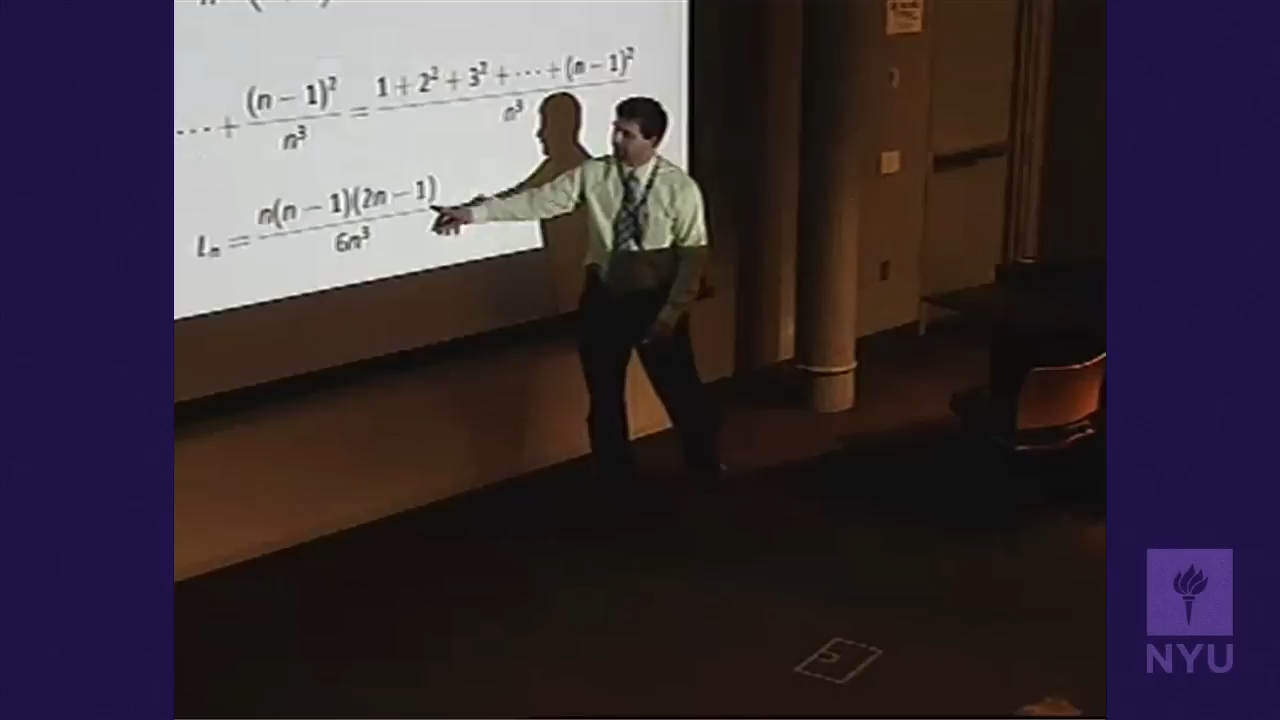 ⋯ + (n − 1)²/n³ = 1 + 2² + 3² + ⋯ + (n − 1)²/n³
Lₙ = n(n − 1)(2n − 1)/6n³
NYU